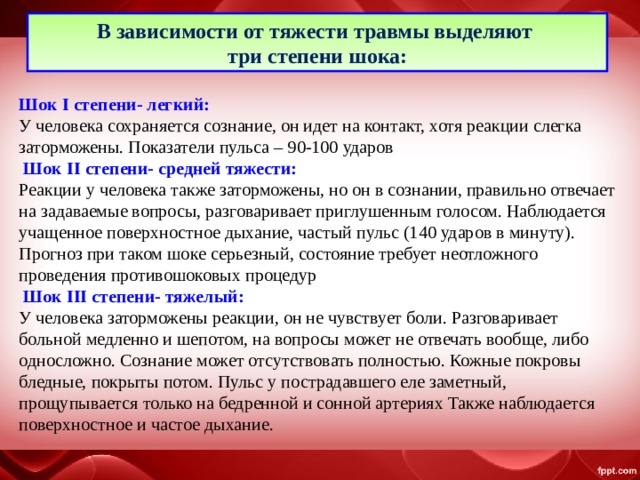 В зависимости от тяжести травмы выделяют
три степени шока:
Шок I степени- легкий:
У человека сохраняется сознание, он идет на контакт, хотя реакции слегка
заторможены. Показатели пульса – 90-100 ударов
Шок II степени- средней тяжести:
Реакции у человека также заторможены, но он в сознании, правильно отвечает
на задаваемые вопросы, разговаривает приглушенным голосом. Наблюдается
учащенное поверхностное дыхание, частый пульс (140 ударов в минуту).
Прогноз при таком шоке серьезный, состояние требует неотложного
проведения противошоковых процедур
Шок III степени- тяжелый:
У человека заторможены реакции, он не чувствует боли. Разговаривает
больной медленно и шепотом, на вопросы может не отвечать вообще, либо
односложно. Сознание может отсутствовать полностью. Кожные покровы
бледные, покрыты потом. Пульс у пострадавшего еле заметный,
прощупывается только на бедренной и сонной артериях Также наблюдается
поверхностное и частое дыхание.
fppt.com